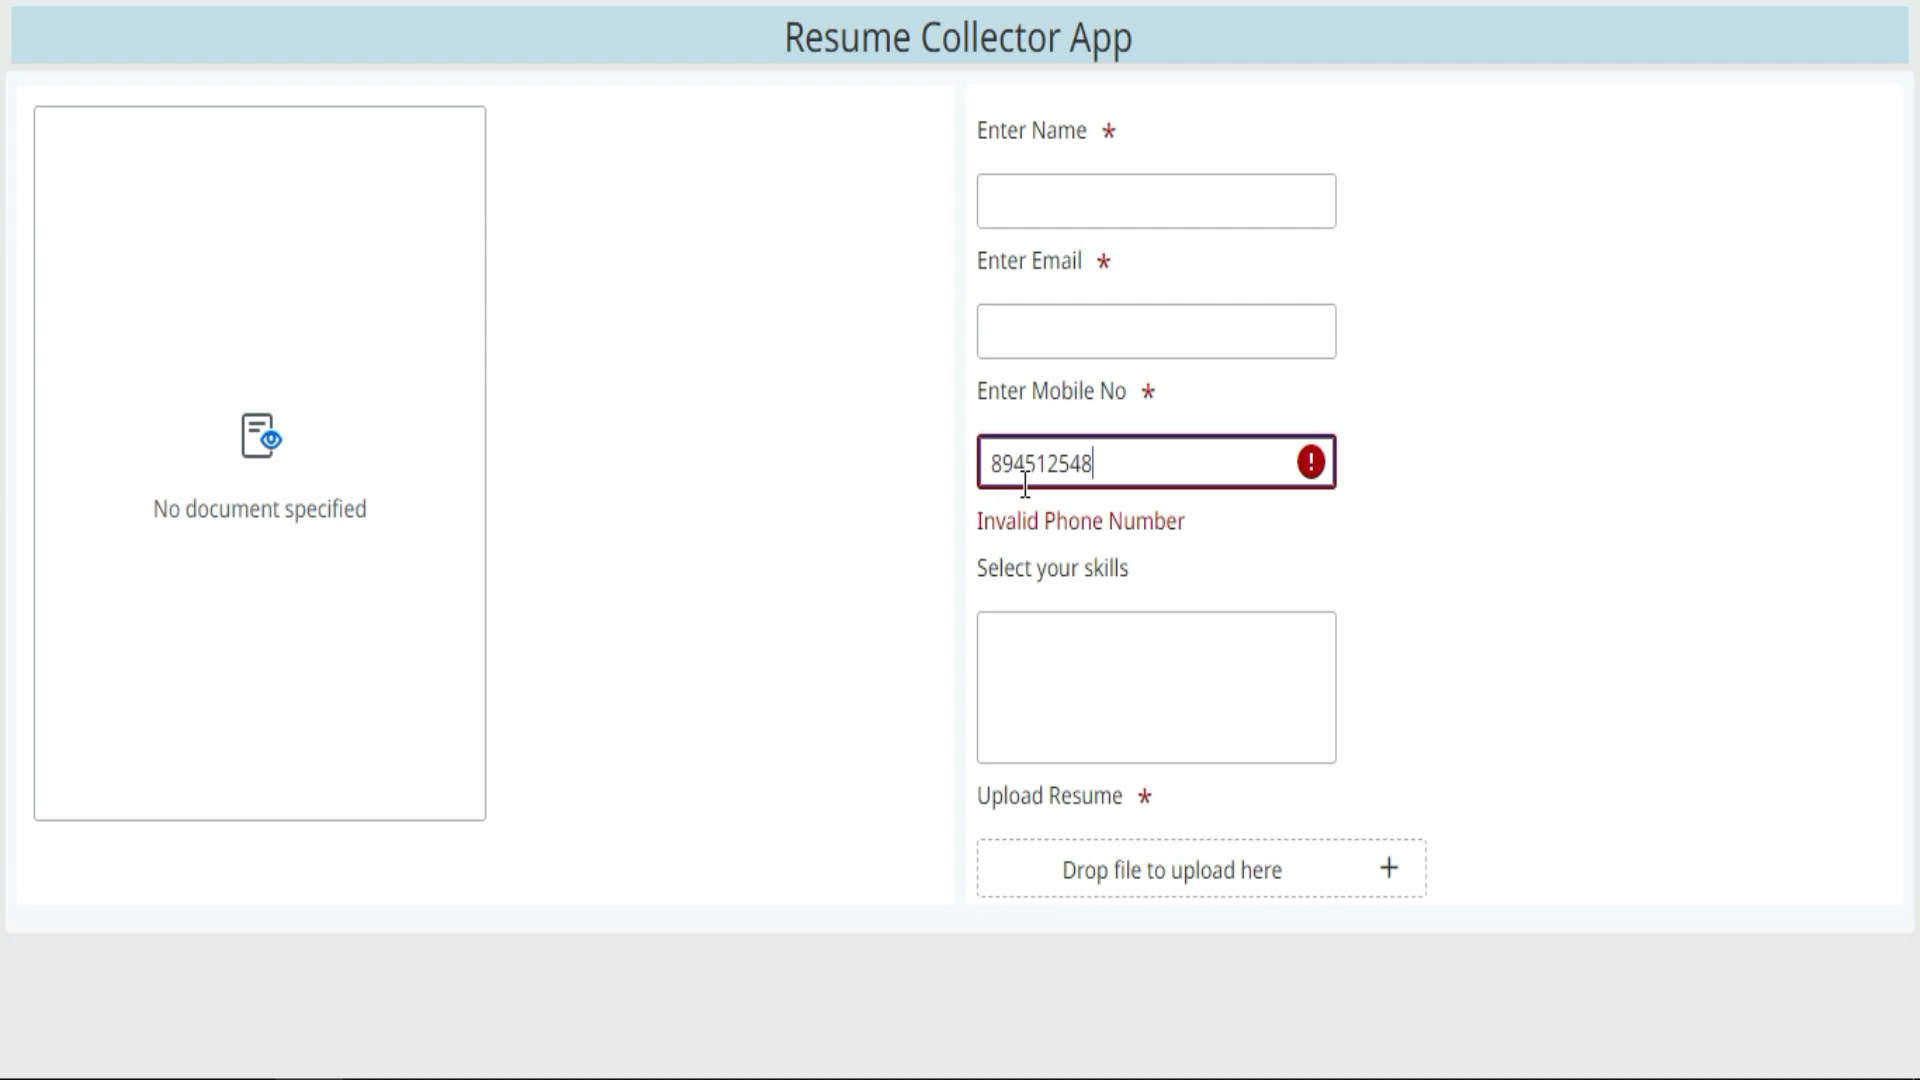 Resume Collector App
No document specified
Enter Name *
Enter Email *
Enter Mobile No *
894512548
Invalid Phone Number
Select your skills
Upload Resume *
Drop file to upload here +